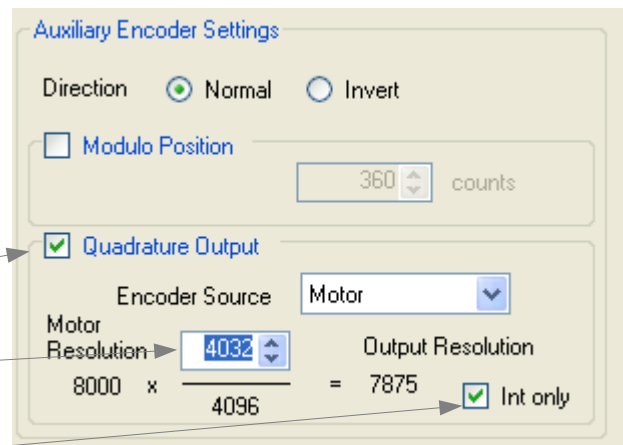 Auxiliary Encoder Settings
Direction Normal Invert
Modulo Position
360 counts
Quadrature Output
Encoder Source Motor
Motor
Resolution 4032 Output Resolution
8000 x 4096 = 7875 Int only